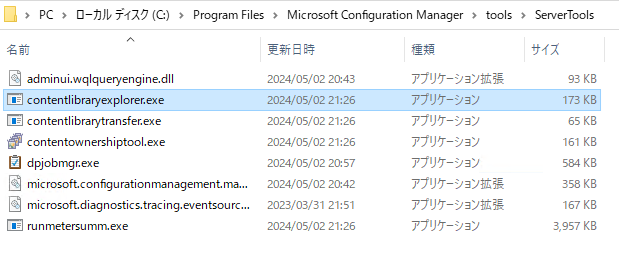 PC › ローカル ディスク (C:) › Program Files › Microsoft Configuration Manager › tools › ServerTools
名前 更新日時 種類 サイズ
adminui.wqlqueryengine.dll 2024/05/02 20:43 アプリケーション拡張 93 KB
contentlibraryexplorer.exe 2024/05/02 21:26 アプリケーション 173 KB
contentlibrarytransfer.exe 2024/05/02 21:26 アプリケーション 65 KB
contentownershiptool.exe 2024/05/02 21:26 アプリケーション 161 KB
dpjobmgr.exe 2024/05/02 20:57 アプリケーション 584 KB
microsoft.configurationmanagement.ma... 2024/05/02 20:42 アプリケーション拡張 358 KB
microsoft.diagnostics.tracing.eventsourc... 2023/03/31 21:51 アプリケーション拡張 167 KB
runmetersumm.exe 2024/05/02 21:26 アプリケーション 3,957 KB